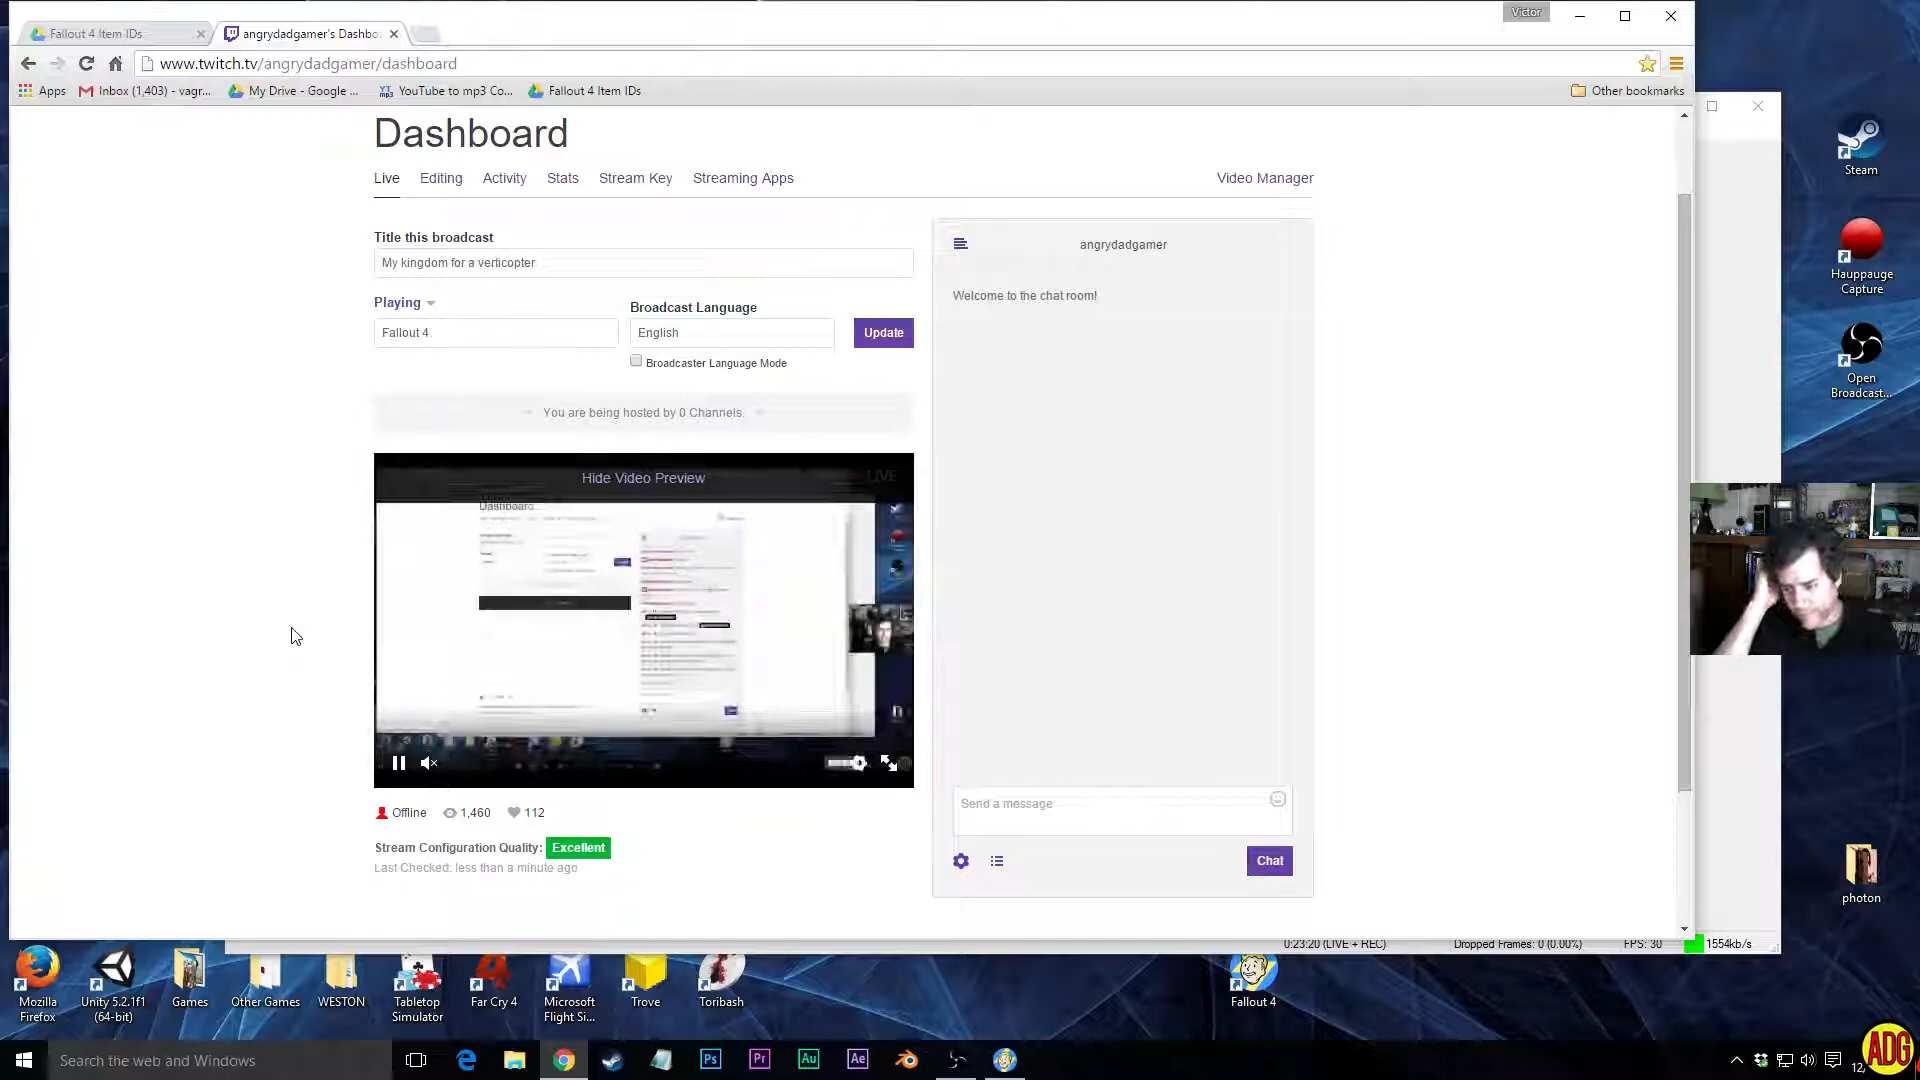 Victor
Fallout 4 Item IDs
angrydadgamer's Dashbo
www.twitch.tv/angrydadgamer/dashboard
Apps
Inbox (1,403) - vagr...
My Drive - Google ...
YouTube to mp3 Co...
Fallout 4 Item IDs
Other bookmarks
Dashboard
Live
Editing
Activity
Stats
Stream Key
Streaming Apps
Video Manager
Title this broadcast
My kingdom for a verticopter
Playing
Fallout 4
Broadcast Language
English
Update
Broadcaster Language Mode
You are being hosted by 0 Channels.
Hide Video Preview
LIVE
Dashboard
Offline
1,460
112
Stream Configuration Quality: Excellent
Last Checked: less than a minute ago
angrydadgamer
Welcome to the chat room!
Send a message
Chat
Steam
Hauppauge
Capture
Open
Broadcast...
photon
0:23:20 (LIVE + REC)
Dropped Frames: 0 (0.00%)
FPS: 30
1554kb/s
Mozilla
Firefox
Unity 5.2.1f1
(64-bit)
Games
Other Games
WESTON
Tabletop
Simulator
Far Cry 4
Microsoft
Flight Si...
Trove
Toribash
Fallout 4
Search the web and Windows
Ps
Pr
Au
Ae
12
ADG